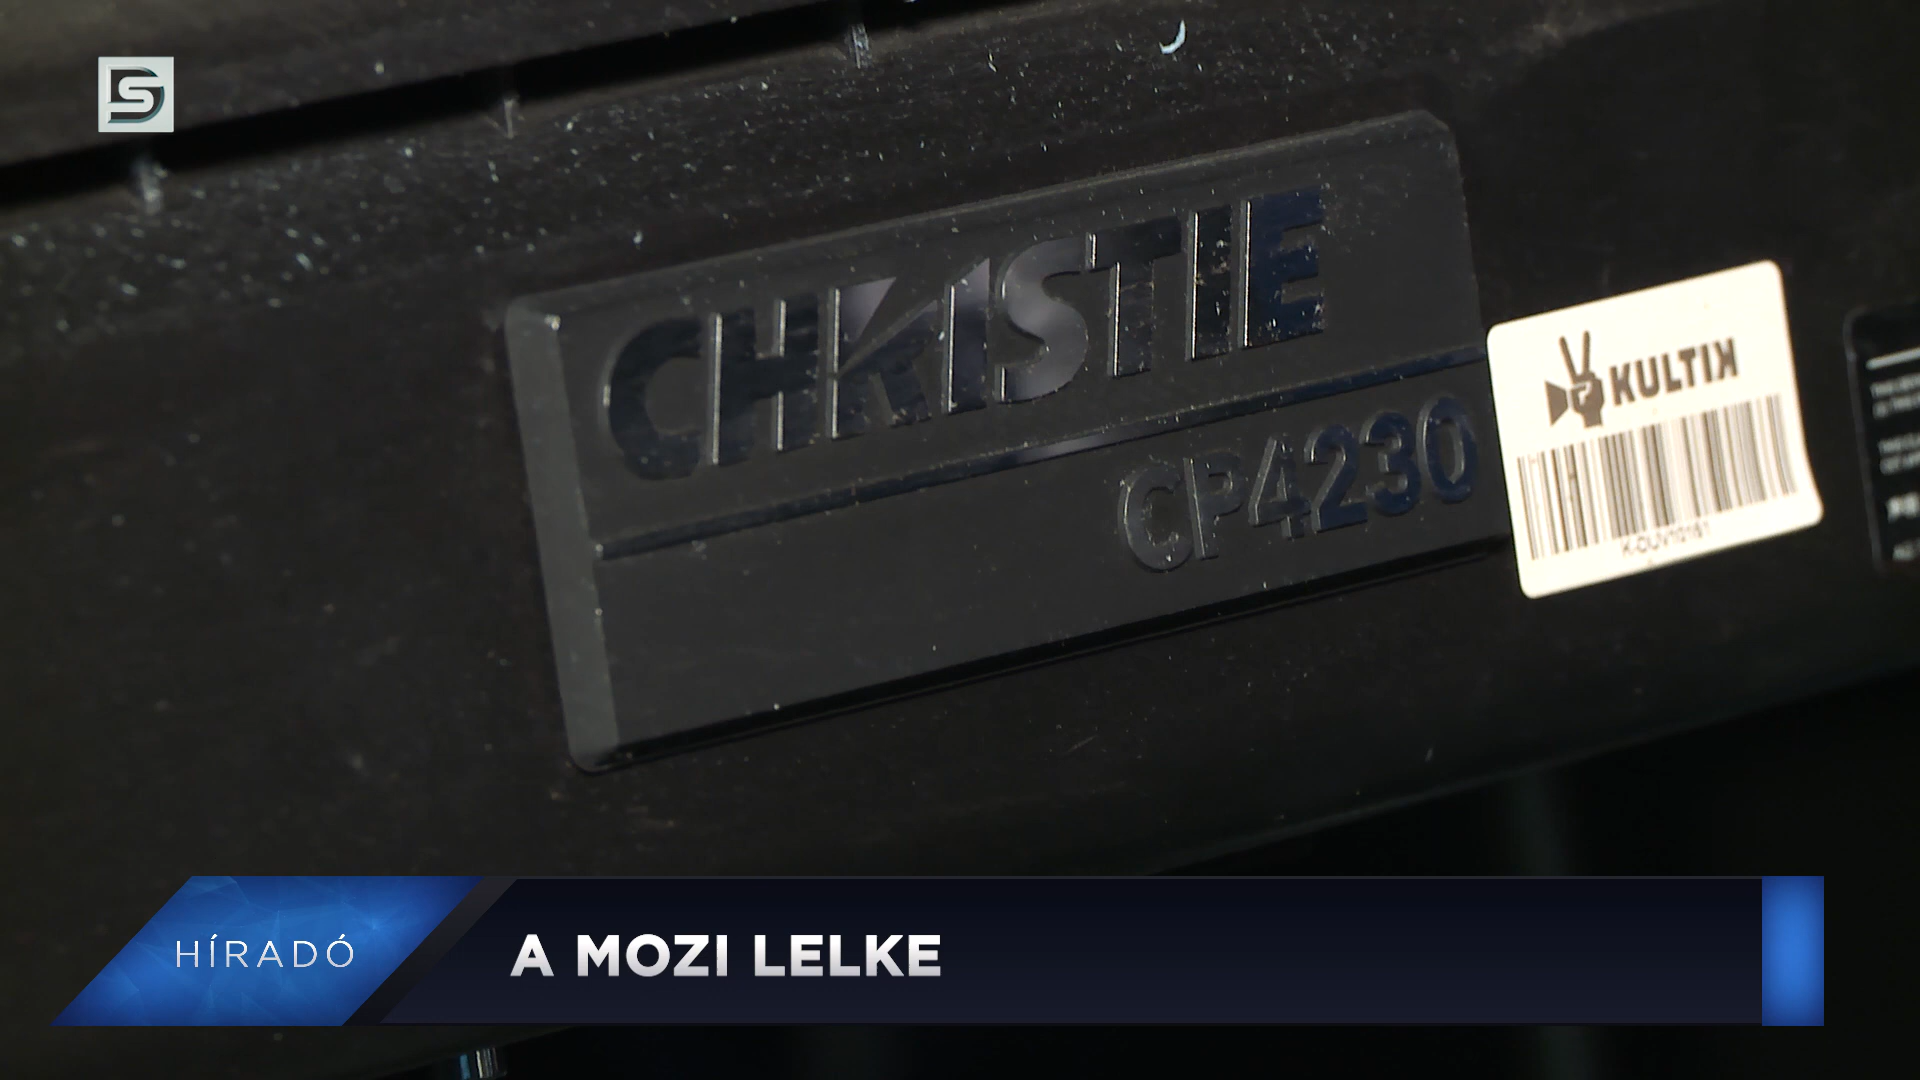 CHRISTIE
CP4230
KULTIK
HÍRADÓ
A MOZI LELKE